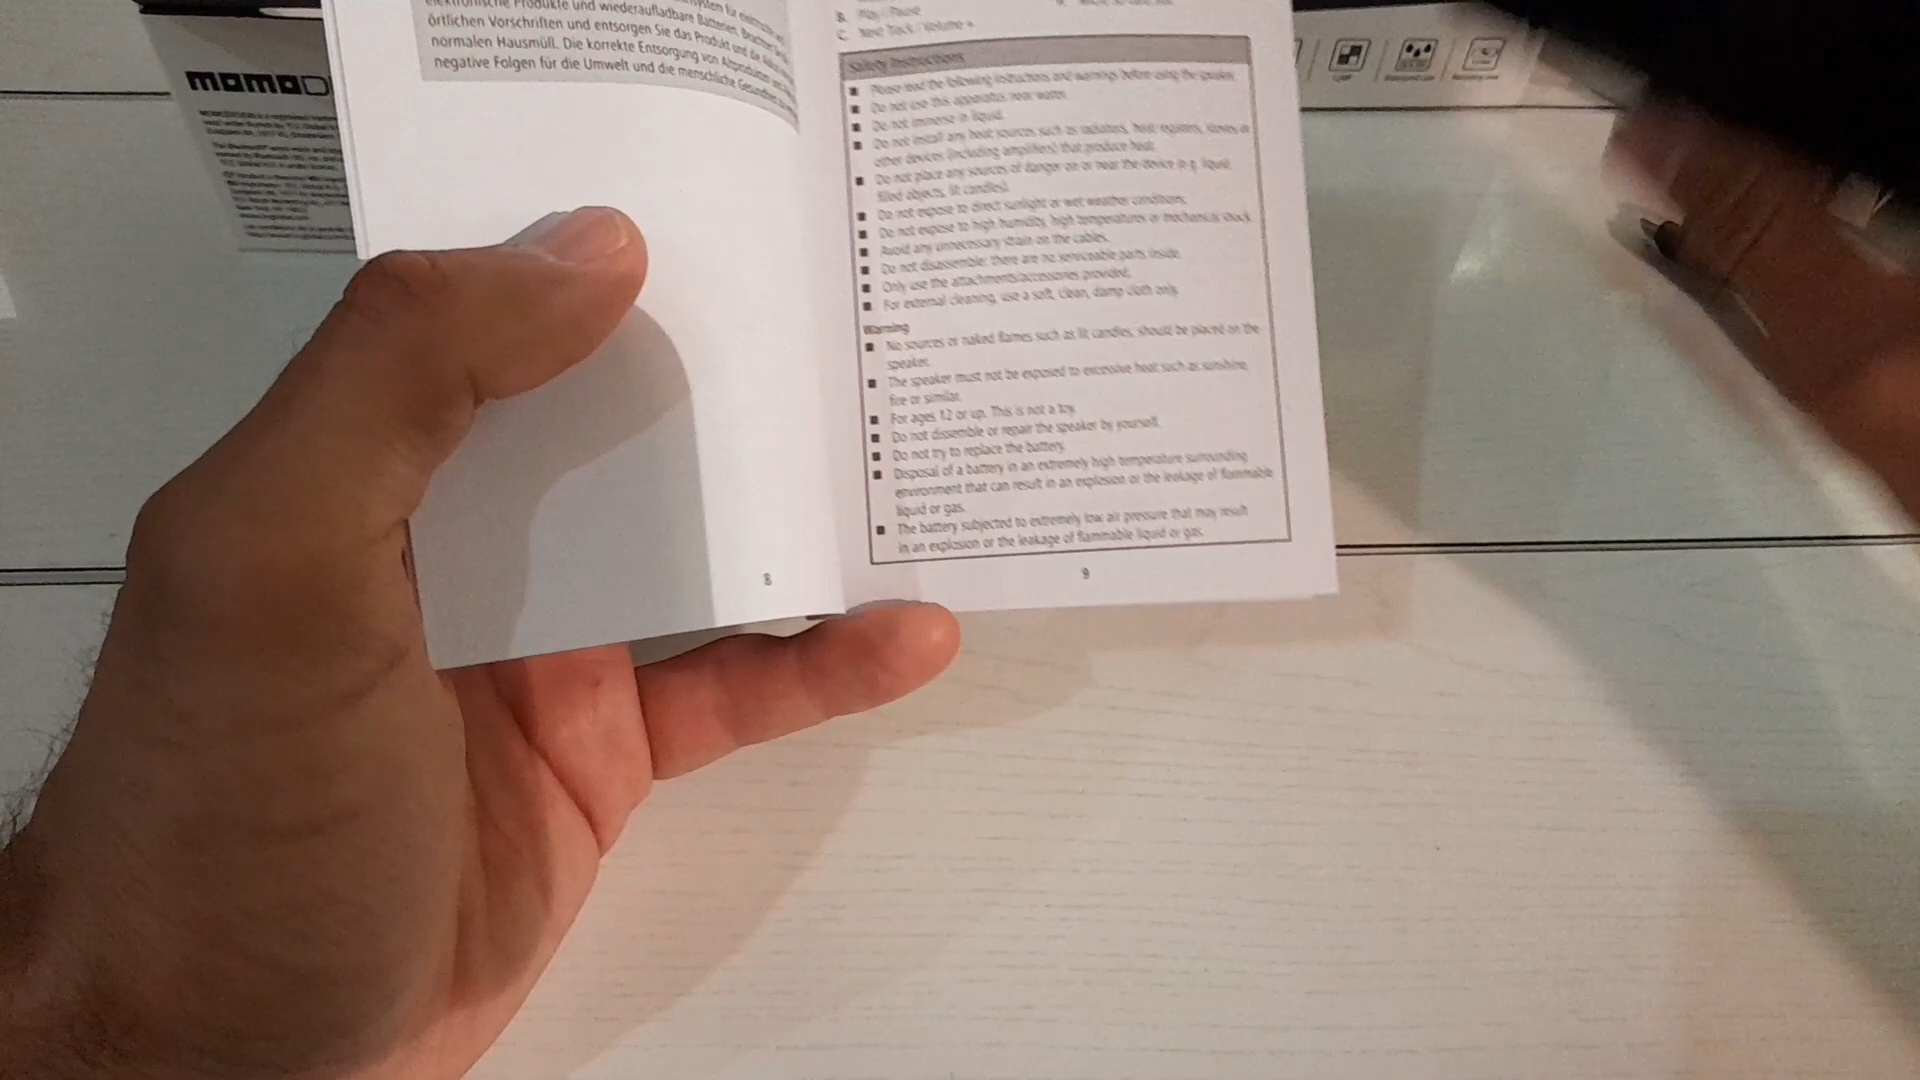 elektronische Produkte und wiederaufladbare Batterien. Beachten
örtlichen Vorschriften und entsorgen Sie das Produkt und die
normalen Hausmüll. Die korrekte Entsorgung von Altprodukten
negative Folgen für die Umwelt und die menschliche Gesundheit
8
B. Play / Pause
C. Next Track / Volume +
Safety Instructions
■ Please read the following instructions and warnings before using the speaker.
■ Do not use this apparatus near water.
■ Do not immerse in liquid.
■ Do not install any heat sources such as radiators, heat registers, stoves or
other devices (including amplifiers) that produce heat.
■ Do not place any sources of danger on or near the device (e.g. liquid
filled objects, lit candles).
■ Do not expose to direct sunlight or wet weather conditions.
■ Do not expose to high humidity, high temperatures or mechanical shock.
■ Avoid any unnecessary strain on the cables.
■ Do not disassemble: there are no serviceable parts inside.
■ Only use the attachments/accessories provided.
■ For external cleaning, use a soft, clean, damp cloth only.
Warning
■ No sources or naked flames such as lit candles, should be placed on the
speaker.
■ The speaker must not be exposed to excessive heat such as sunshine,
fire or similar.
■ For ages 12 or up. This is not a toy.
■ Do not dissemble or repair the speaker by yourself.
■ Do not try to replace the battery.
■ Disposal of a battery in an extremely high temperature surrounding
environment that can result in an explosion or the leakage of flammable
liquid or gas.
■ The battery subjected to extremely low air pressure that may result
in an explosion or the leakage of flammable liquid or gas.
9